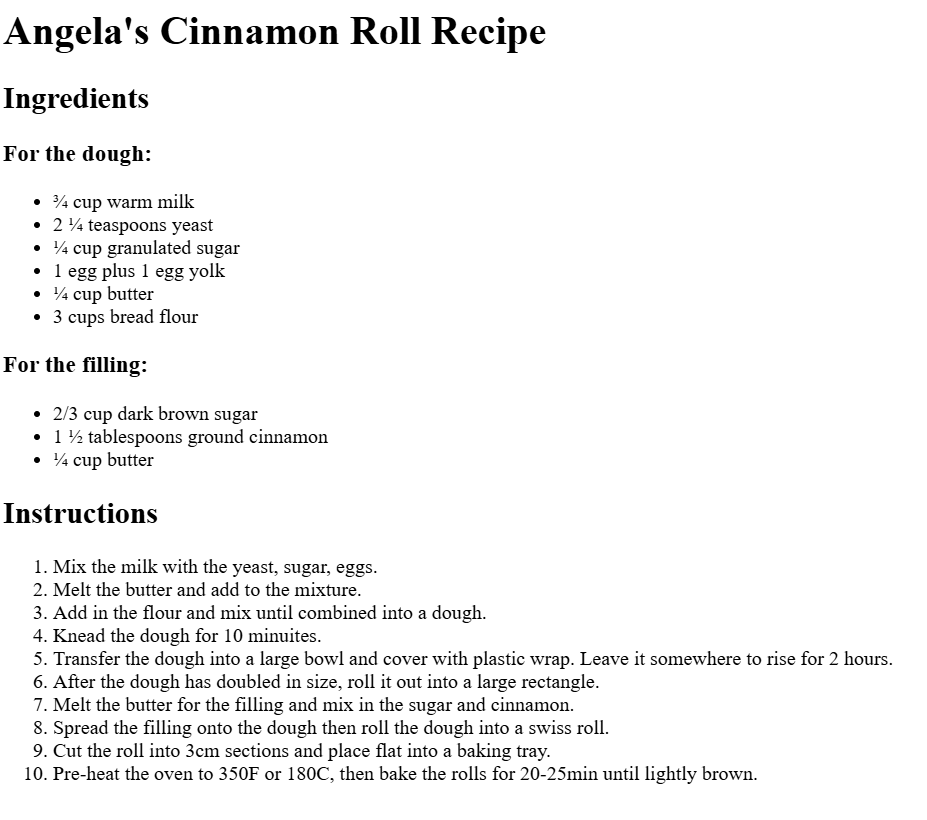 Angela's Cinnamon Roll Recipe
Ingredients
For the dough:
• ¾ cup warm milk
• 2 ¼ teaspoons yeast
• ¼ cup granulated sugar
• 1 egg plus 1 egg yolk
• ¼ cup butter
• 3 cups bread flour
For the filling:
• 2/3 cup dark brown sugar
• 1 ½ tablespoons ground cinnamon
• ¼ cup butter
Instructions
1. Mix the milk with the yeast, sugar, eggs.
2. Melt the butter and add to the mixture.
3. Add in the flour and mix until combined into a dough.
4. Knead the dough for 10 minuites.
5. Transfer the dough into a large bowl and cover with plastic wrap. Leave it somewhere to rise for 2 hours.
6. After the dough has doubled in size, roll it out into a large rectangle.
7. Melt the butter for the filling and mix in the sugar and cinnamon.
8. Spread the filling onto the dough then roll the dough into a swiss roll.
9. Cut the roll into 3cm sections and place flat into a baking tray.
10. Pre-heat the oven to 350F or 180C, then bake the rolls for 20-25min until lightly brown.